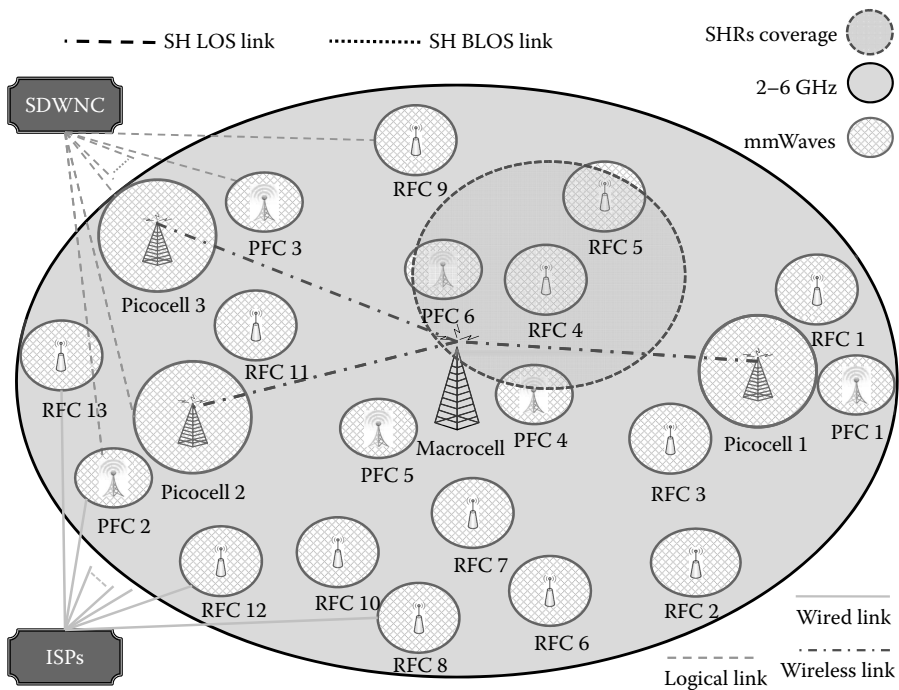 SH LOS link
SH BLOS link
SHRs coverage
2–6 GHz
mmWaves
SDWNC
RFC 9
RFC 5
PFC 3
Picocell 3
PFC 6
RFC 4
RFC 1
RFC 11
RFC 13
Macrocell
PFC 4
Picocell 1
PFC 1
PFC 5
Picocell 2
RFC 3
PFC 2
RFC 7
RFC 12
RFC 10
RFC 6
RFC 2
RFC 8
ISPs
Wired link
Logical link
Wireless link